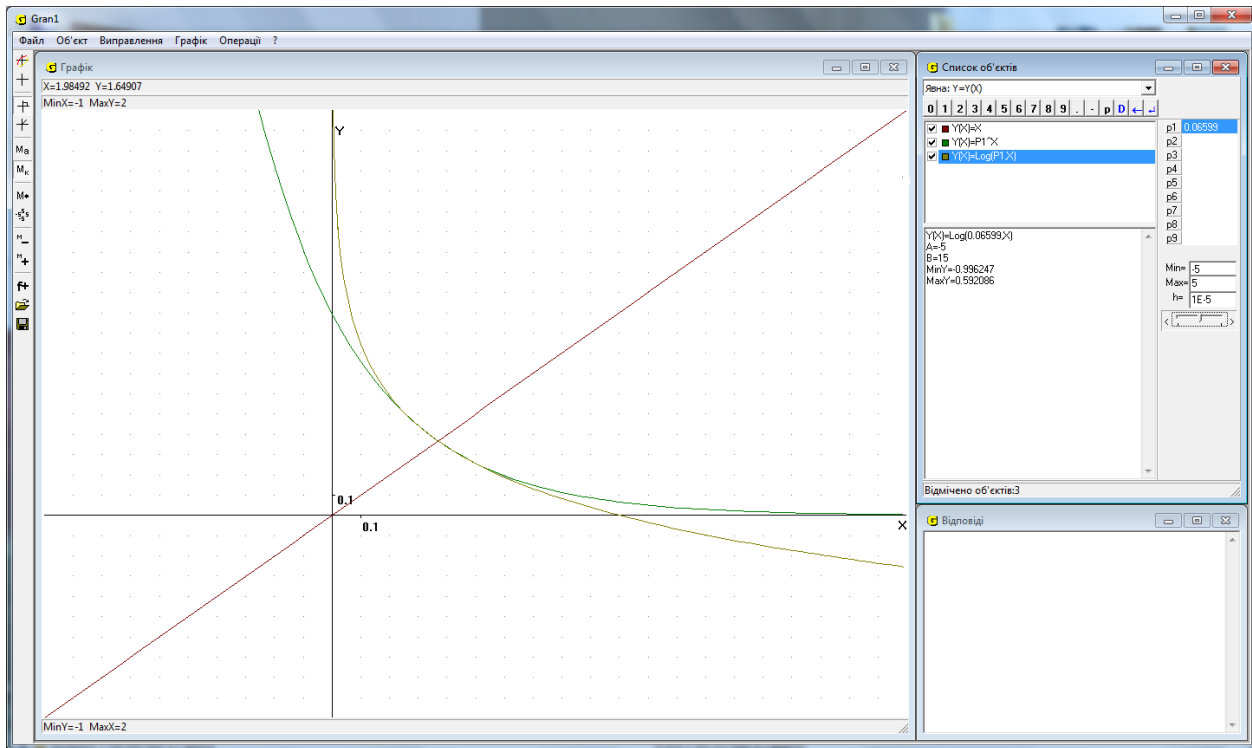 Gran1
Файл Об'єкт Виправлення Графік Операції ?
Графік
X=1.98492 Y=1.64907
MinX=-1 MaxY=2
Y
0.1
0.1
X
MinY=-1 MaxX=2
Mа
Mк
M
M
f+
Список об'єктів
Явна: Y=Y(X)
0 1 2 3 4 5 6 7 8 9 . - p D
Y(X)=X
Y(X)=P1^X
Y(X)=Log(P1,X)
p1 0.06599
p2
p3
p4
p5
p6
p7
p8
p9
Y(X)=Log(0.06599,X)
A=-5
B=15
MinY=-0.996247
MaxY=0.592086
Min= -5
Max= 5
h= 1E-5
Відмічено об'єктів:3
Відповіді